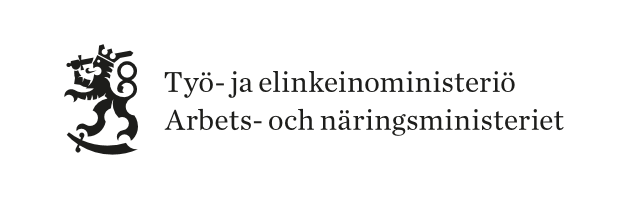 Työ- ja elinkeinoministeriö
Arbets- och näringsministeriet